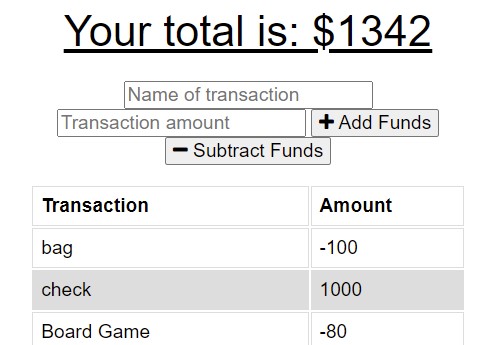 Your total is: $1342
Name of transaction
Transaction amount + Add Funds
− Subtract Funds
Transaction Amount
bag -100
check 1000
Board Game -80